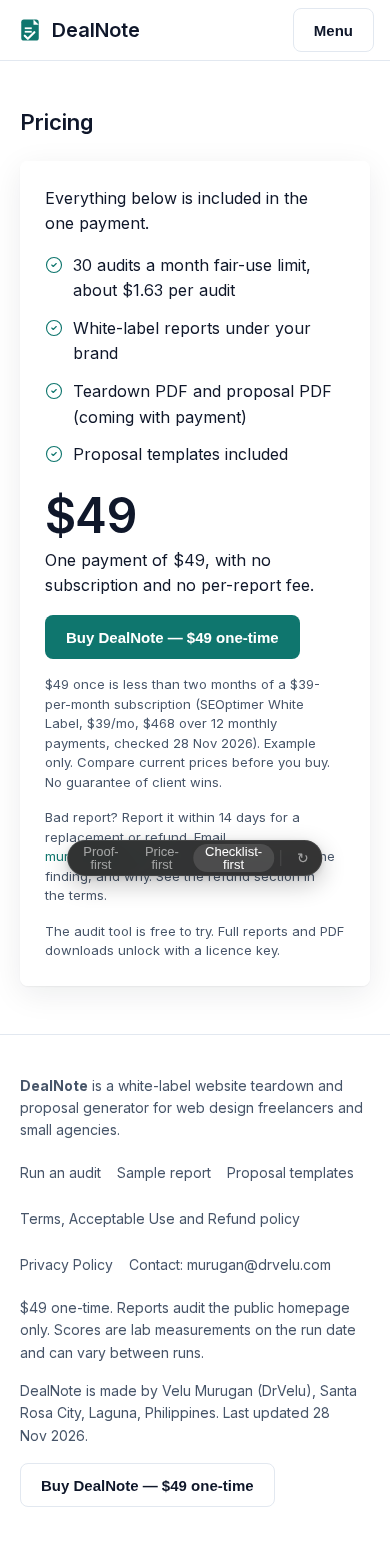 DealNote
Menu
Pricing
Everything below is included in the
one payment.
30 audits a month fair-use limit,
about $1.63 per audit
White-label reports under your
brand
Teardown PDF and proposal PDF
(coming with payment)
Proposal templates included
$49
One payment of $49, with no
subscription and no per-report fee.
Buy DealNote — $49 one-time
$49 once is less than two months of a $39-
per-month subscription (SEOptimer White
Label, $39/mo, $468 over 12 monthly
payments, checked 28 Nov 2026). Example
only. Compare current prices before you buy.
No guarantee of client wins.
Bad report? Report it within 14 days for a
replacement or refund. Email
Proof-
first
Price-
first
Checklist-
first
↻
finding, and why. See the refund section in
the terms.
The audit tool is free to try. Full reports and PDF
downloads unlock with a licence key.
DealNote is a white-label website teardown and
proposal generator for web design freelancers and
small agencies.
Run an audit Sample report Proposal templates
Terms, Acceptable Use and Refund policy
Privacy Policy Contact: murugan@drvelu.com
$49 one-time. Reports audit the public homepage
only. Scores are lab measurements on the run date
and can vary between runs.
DealNote is made by Velu Murugan (DrVelu), Santa
Rosa City, Laguna, Philippines. Last updated 28
Nov 2026.
Buy DealNote — $49 one-time